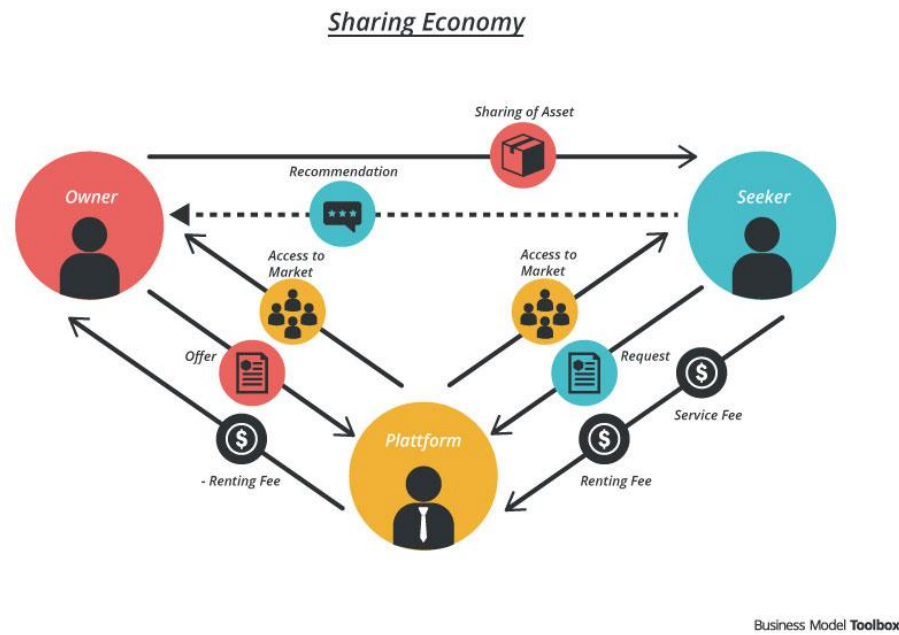 Sharing Economy
Sharing of Asset
Recommendation
Owner
Seeker
Access to
Market
Access to
Market
Offer
Request
Plattform
Service Fee
- Renting Fee
Renting Fee
Business Model Toolbox